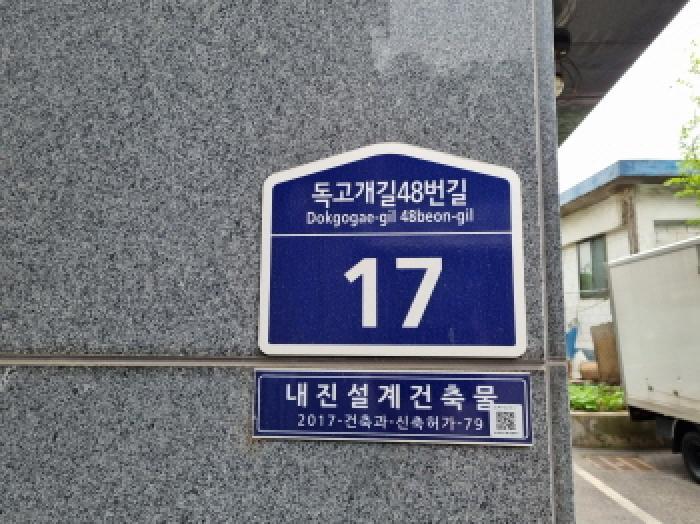 독고개길48번길
Dokgogae-gil 48beon-gil
17
내진설계건축물
2017-건축과-신축허가-79